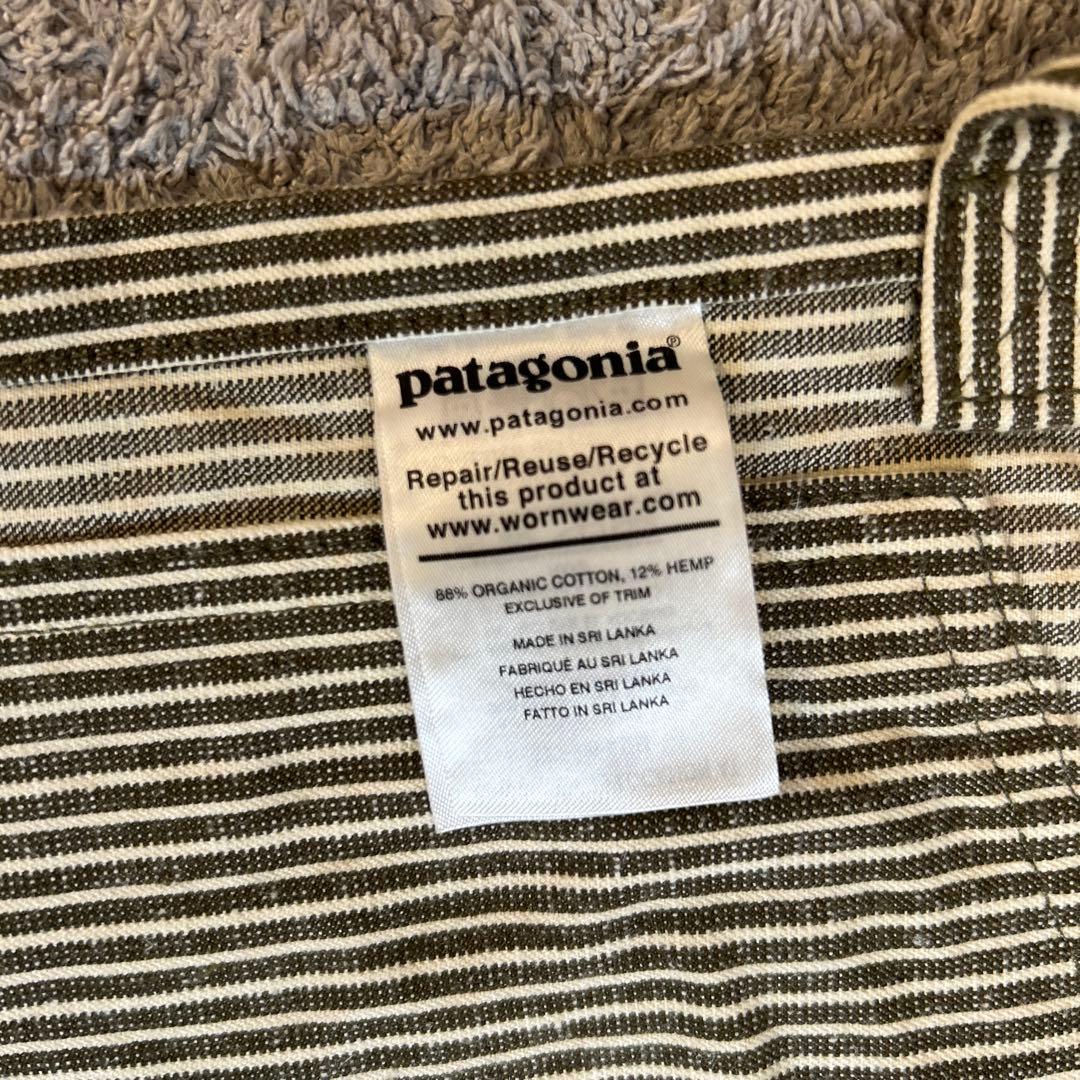 patagonia®
www.patagonia.com
Repair/Reuse/Recycle
this product at
www.wornwear.com
88% ORGANIC COTTON, 12% HEMP
EXCLUSIVE OF TRIM
MADE IN SRI LANKA
FABRIQUÉ AU SRI LANKA
HECHO EN SRI LANKA
FATTO IN SRI LANKA